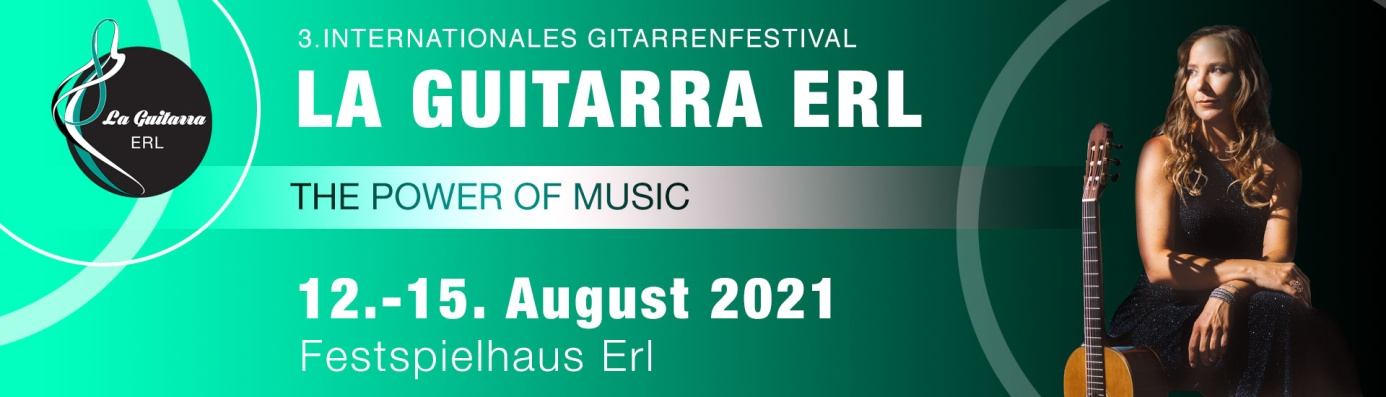 La Guitarra
ERL
3.INTERNATIONALES GITARRENFESTIVAL
LA GUITARRA ERL
THE POWER OF MUSIC
12.-15. August 2021
Festspielhaus Erl